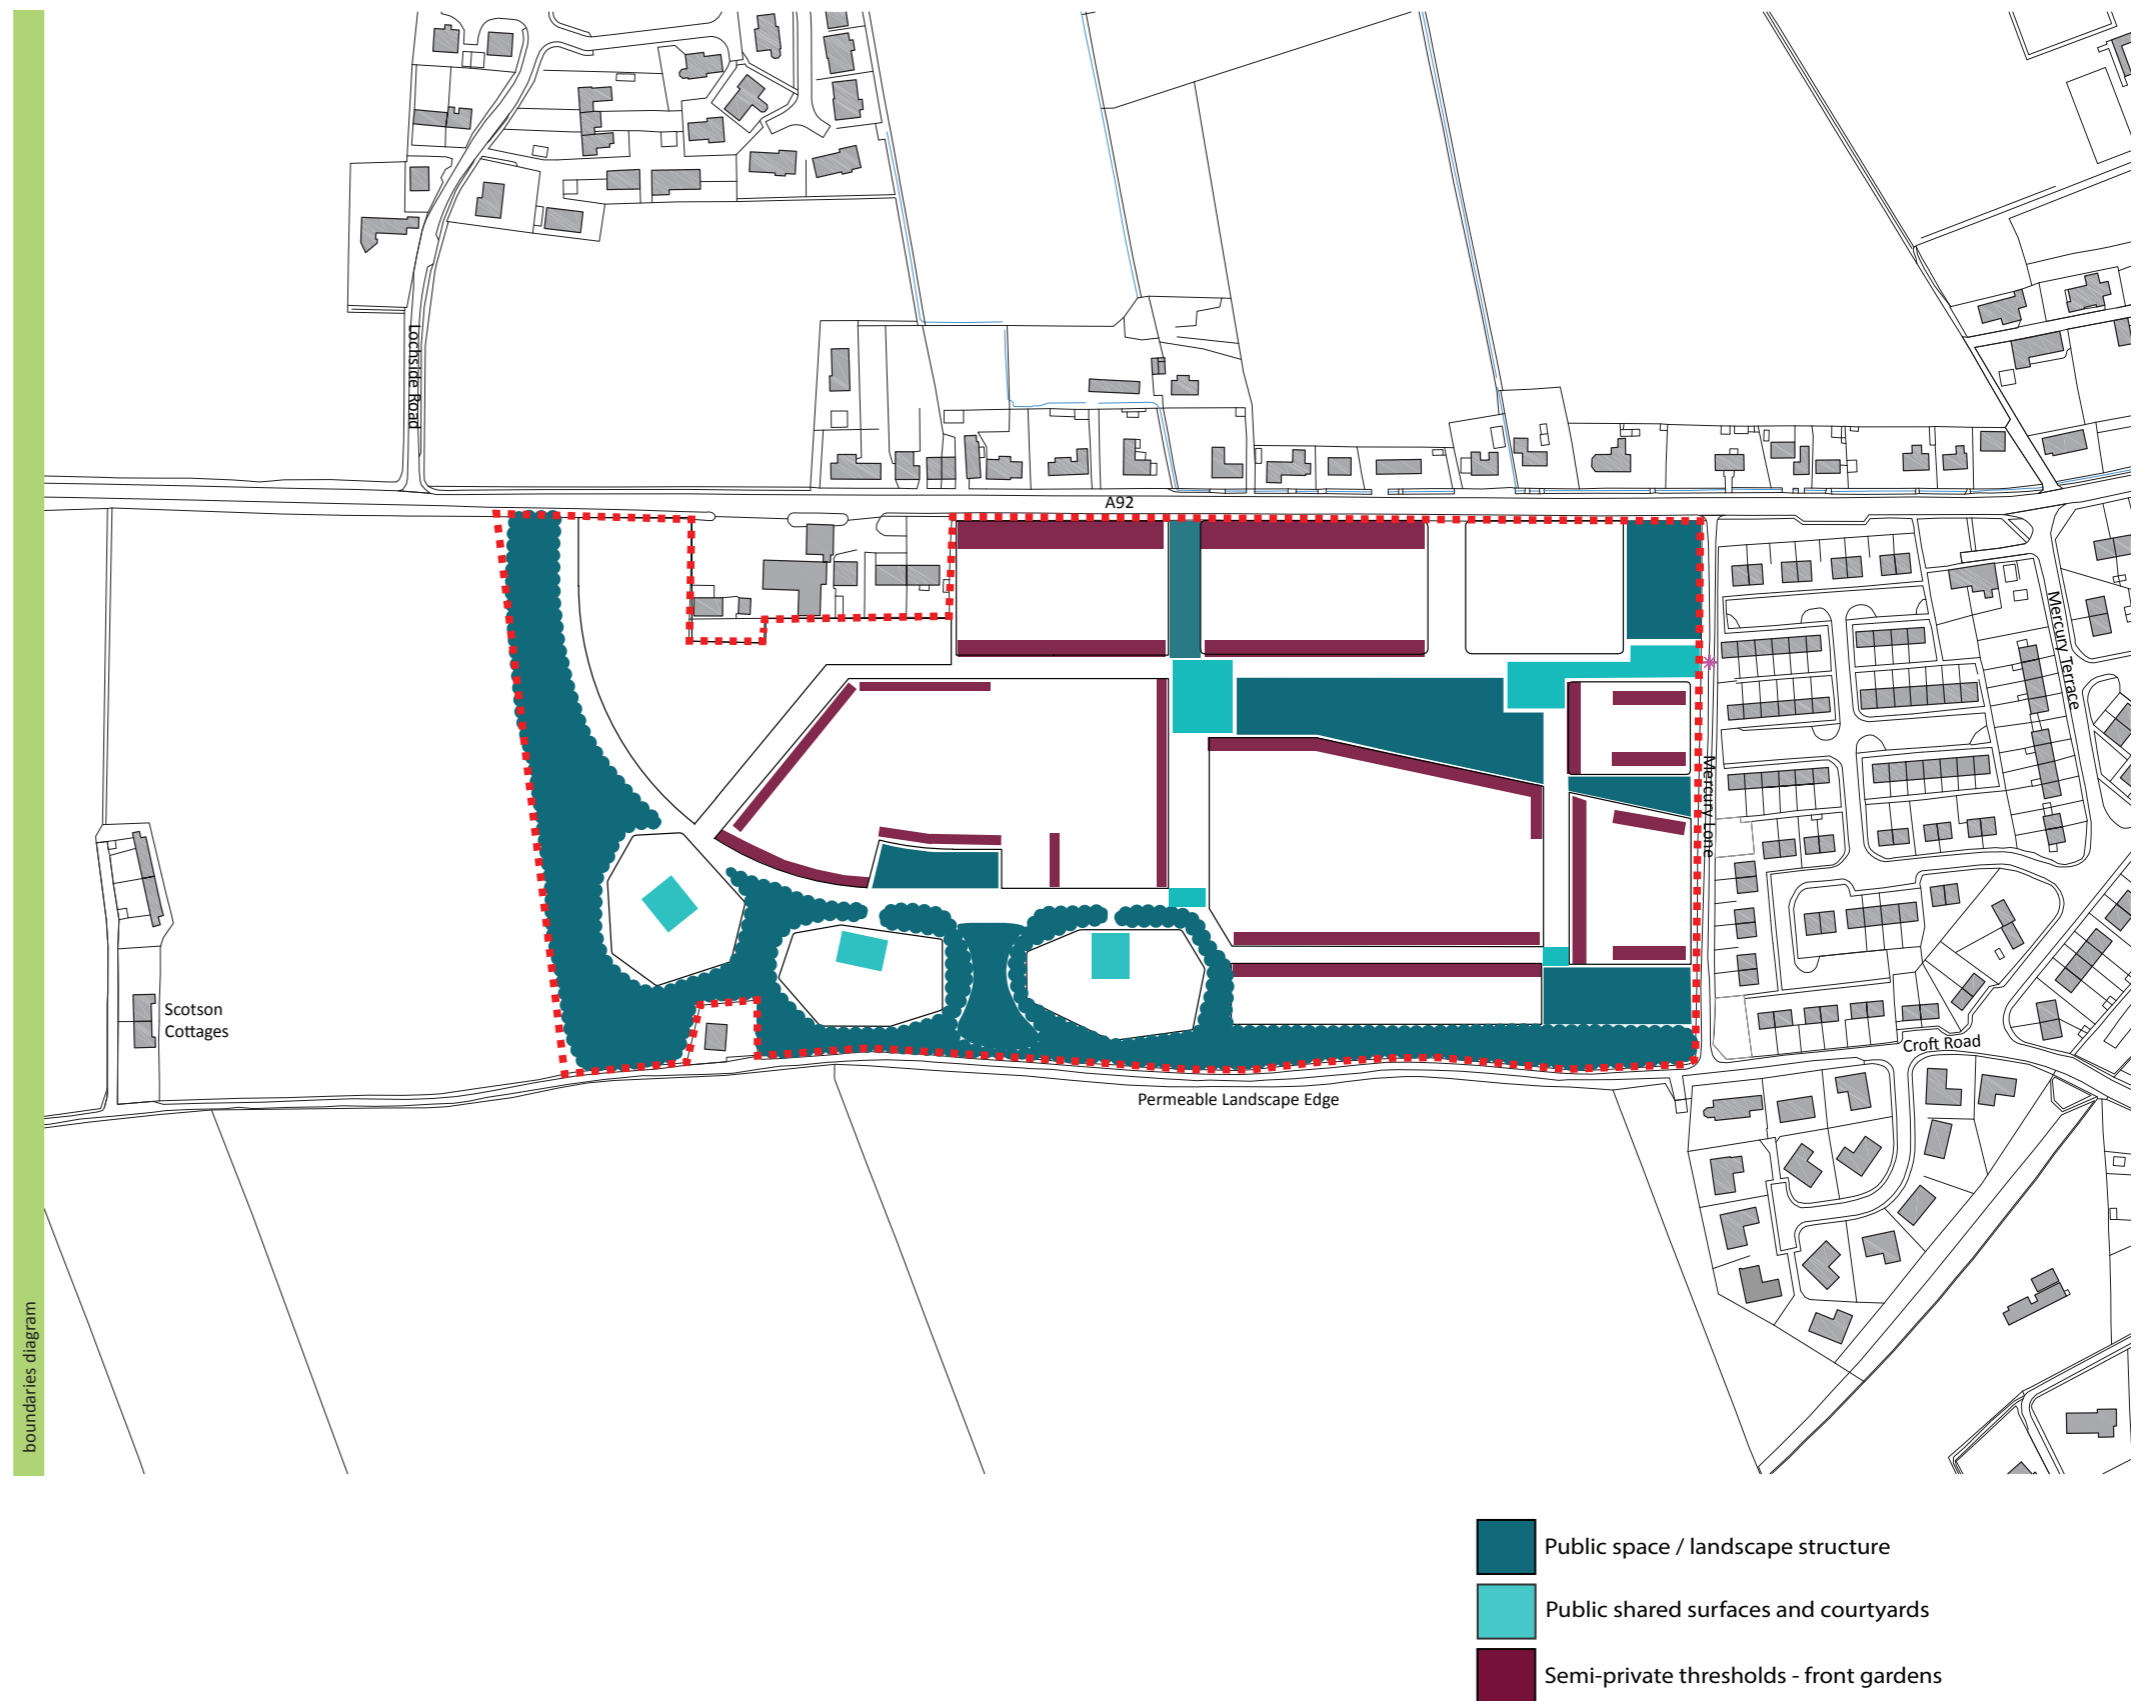 Lochside Road
A92
Mercury Terrace
Mercury Lone
Scotson
Cottages
Croft Road
Permeable Landscape Edge
boundaries diagram
Public space / landscape structure
Public shared surfaces and courtyards
Semi-private thresholds - front gardens